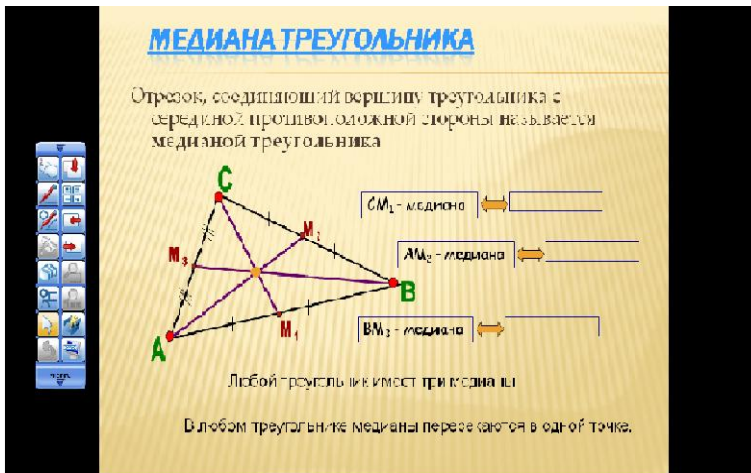 МЕДИАНА ТРЕУГОЛЬНИКА
Отрезок, соединяющий вершину треугольника с
серединой противоположной стороны называется
медианой треугольника
C
CM₁ - медиана
M₂
AM₂ - медиана
M₃
B
M₁
BM₃ - медиана
A
Любой треугольник имеет три медианы
В любом треугольнике медианы пересекаются в одной точке.